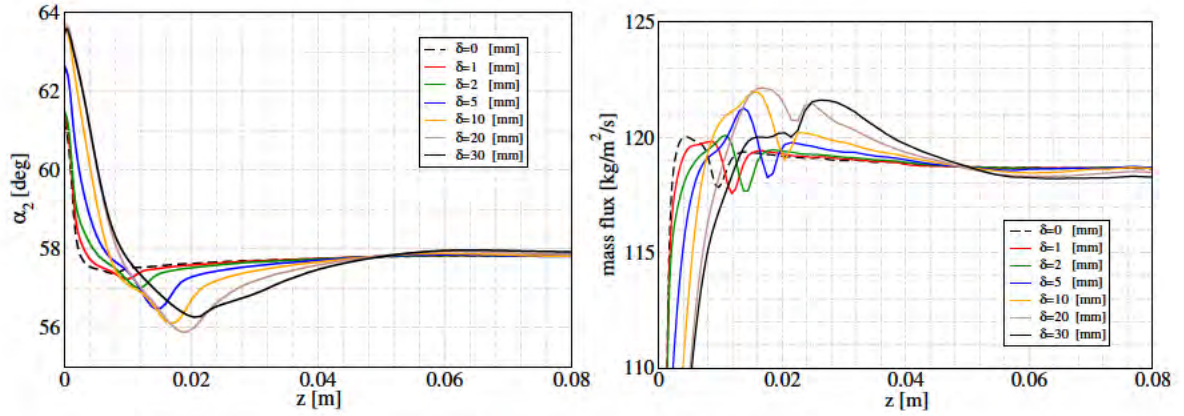 64
62
60
58
56
α₂ [deg]
δ=0 [mm]
δ=1 [mm]
δ=2 [mm]
δ=5 [mm]
δ=10 [mm]
δ=20 [mm]
δ=30 [mm]
0 0.02 0.04 0.06 0.08
z [m]
125
120
115
110
mass flux [kg/m²/s]
δ=0 [mm]
δ=1 [mm]
δ=2 [mm]
δ=5 [mm]
δ=10 [mm]
δ=20 [mm]
δ=30 [mm]
0 0.02 0.04 0.06 0.08
z [m]